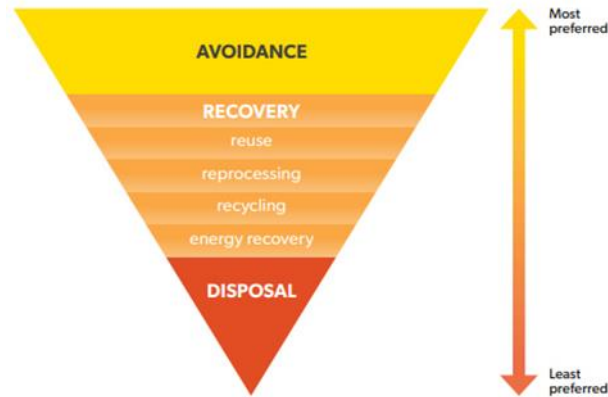 Most
preferred
AVOIDANCE
RECOVERY
reuse
reprocessing
recycling
energy recovery
DISPOSAL
Least
preferred